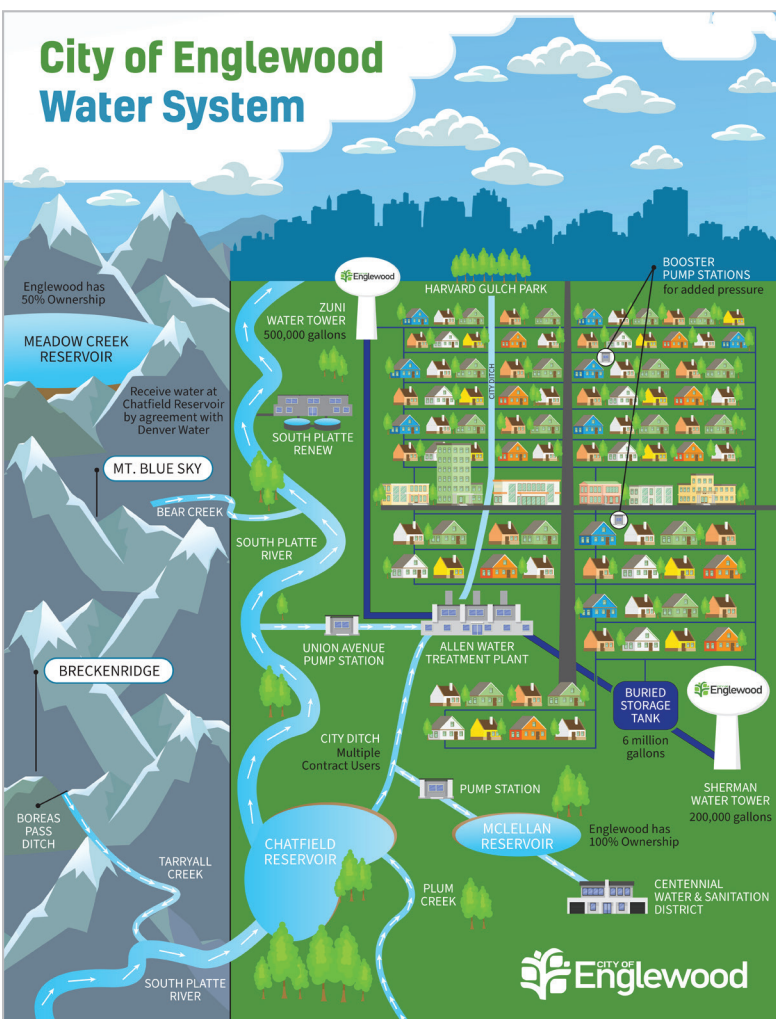 City of Englewood
Water System
Englewood has
50% Ownership
MEADOW CREEK
RESERVOIR
Receive water at
Chatfield Reservoir
by agreement with
Denver Water
MT. BLUE SKY
BEAR CREEK
SOUTH PLATTE
RIVER
BRECKENRIDGE
BOREAS
PASS
DITCH
TARRYALL
CREEK
SOUTH PLATTE
RIVER
Englewood
ZUNI
WATER TOWER
500,000 gallons
SOUTH PLATTE
RENEW
HARVARD GULCH PARK
CITY DITCH
BOOSTER
PUMP STATIONS
for added pressure
UNION AVENUE
PUMP STATION
ALLEN WATER
TREATMENT PLANT
BURIED
STORAGE
TANK
6 million
gallons
Englewood
SHERMAN
WATER TOWER
200,000 gallons
CITY DITCH
Multiple
Contract Users
PUMP STATION
CHATFIELD
RESERVOIR
MCLELLAN
RESERVOIR
Englewood has
100% Ownership
PLUM
CREEK
CENTENNIAL
WATER & SANITATION
DISTRICT
CITY OF
Englewood